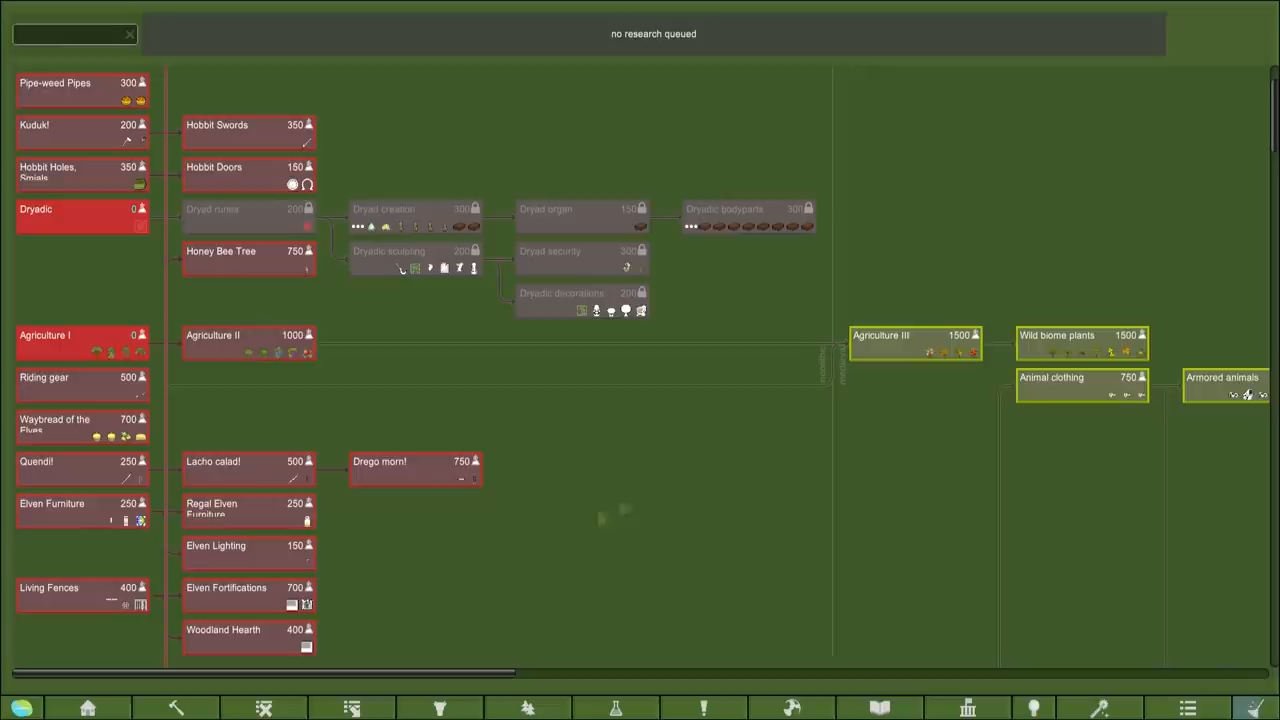 no research queued
Pipe-weed Pipes 300
Kuduk! 200
Hobbit Swords 350
Hobbit Holes, Smials 350
Hobbit Doors 150
Dryadic 0
Dryad runes 200
Dryad creation 300
Dryad organ 150
Dryadic bodyparts 300
Honey Bee Tree 750
Dryadic sculpting 200
Dryad security 300
Dryadic decorations 200
Agriculture I 0
Agriculture II 1000
Agriculture III 1500
Wild biome plants 1500
Riding gear 500
Animal clothing 750
Armored animals
Waybread of the Elves 700
Quendi! 250
Lacho calad! 500
Drego morn! 750
Elven Furniture 250
Regal Elven Furniture 250
Elven Lighting 150
Living Fences 400
Elven Fortifications 700
Woodland Hearth 400